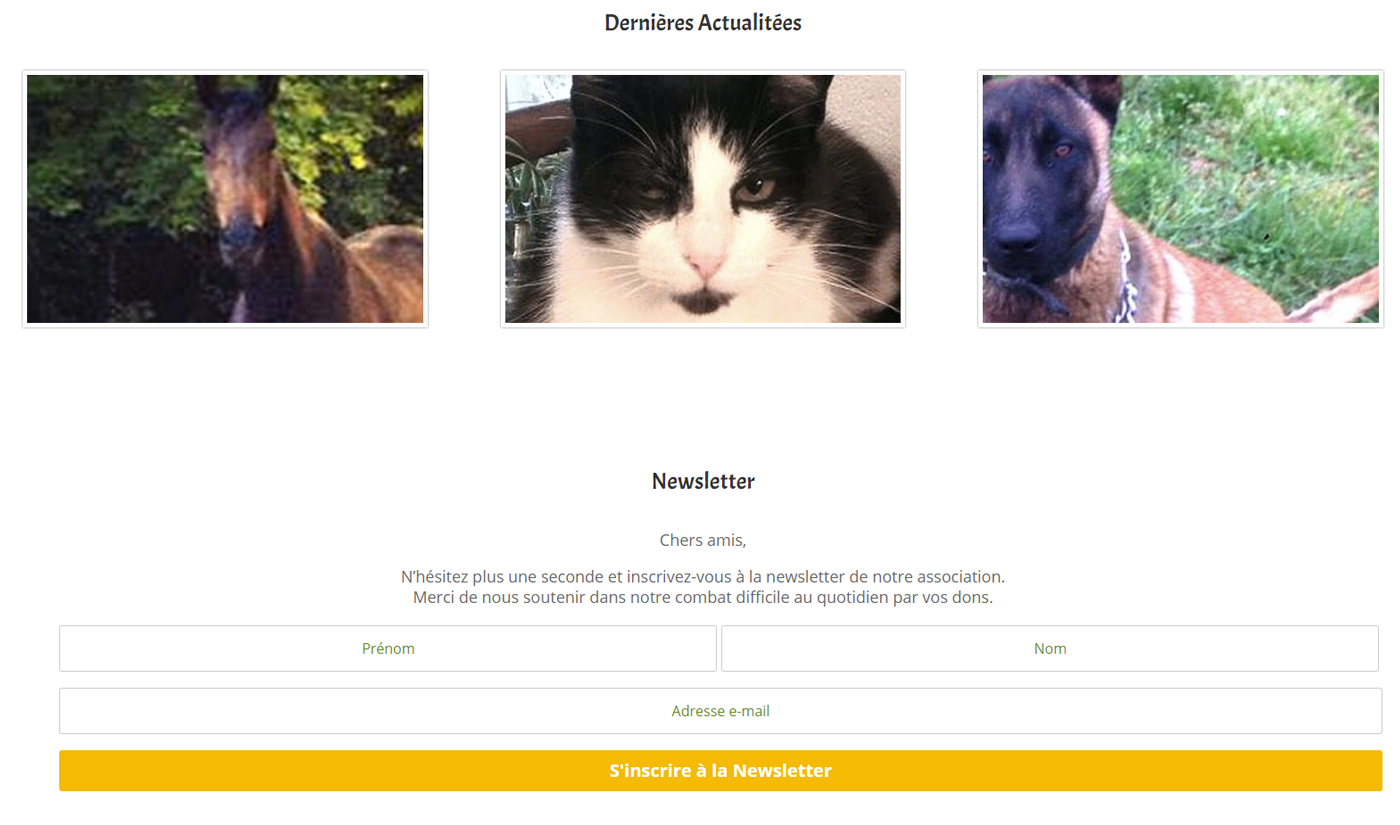 Dernières Actualitées
Newsletter
Chers amis,
N'hésitez plus une seconde et inscrivez-vous à la newsletter de notre association.
Merci de nous soutenir dans notre combat difficile au quotidien par vos dons.
Prénom
Nom
Adresse e-mail
S'inscrire à la Newsletter